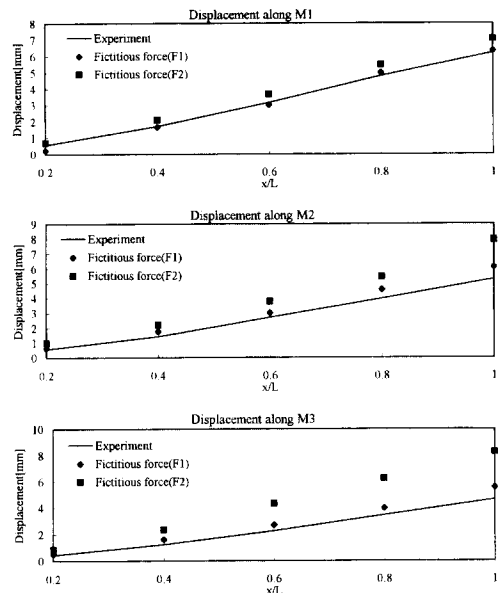 Displacement along M1
Displacement[mm]
8
7
6
5
4
3
2
1
0
Experiment
Fictitious force(F1)
Fictitious force(F2)
0.2
0.4
0.6
0.8
1
x/L
Displacement along M2
Displacement[mm]
9
8
7
6
5
4
3
2
1
0
Experiment
Fictitious force(F1)
Fictitious force(F2)
0.2
0.4
0.6
0.8
1
x/L
Displacement along M3
Displacement[mm]
10
8
6
4
2
0
Experiment
Fictitious force(F1)
Fictitious force(F2)
0.2
0.4
0.6
0.8
1
x/L